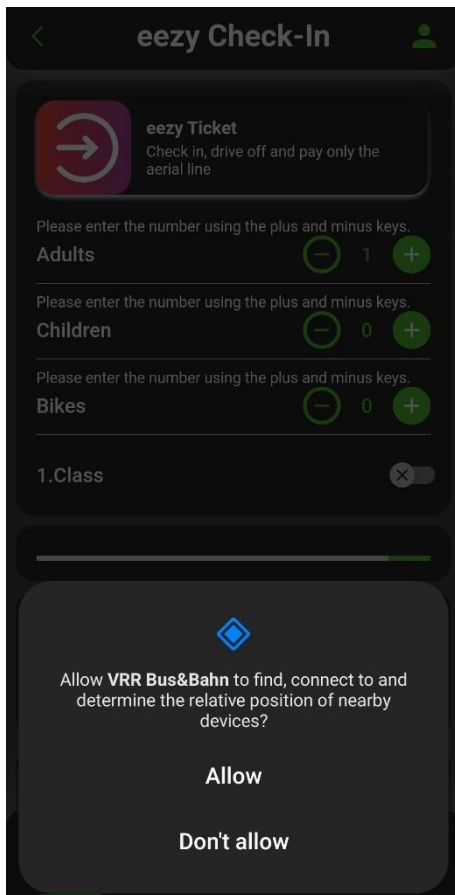 eezy Check-In
eezy Ticket
Check in, drive off and pay only the
aerial line
Please enter the number using the plus and minus keys.
Adults
1
Please enter the number using the plus and minus keys.
Children
0
Please enter the number using the plus and minus keys.
Bikes
0
1.Class
Allow VRR Bus&Bahn to find, connect to and
determine the relative position of nearby
devices?
Allow
Don't allow